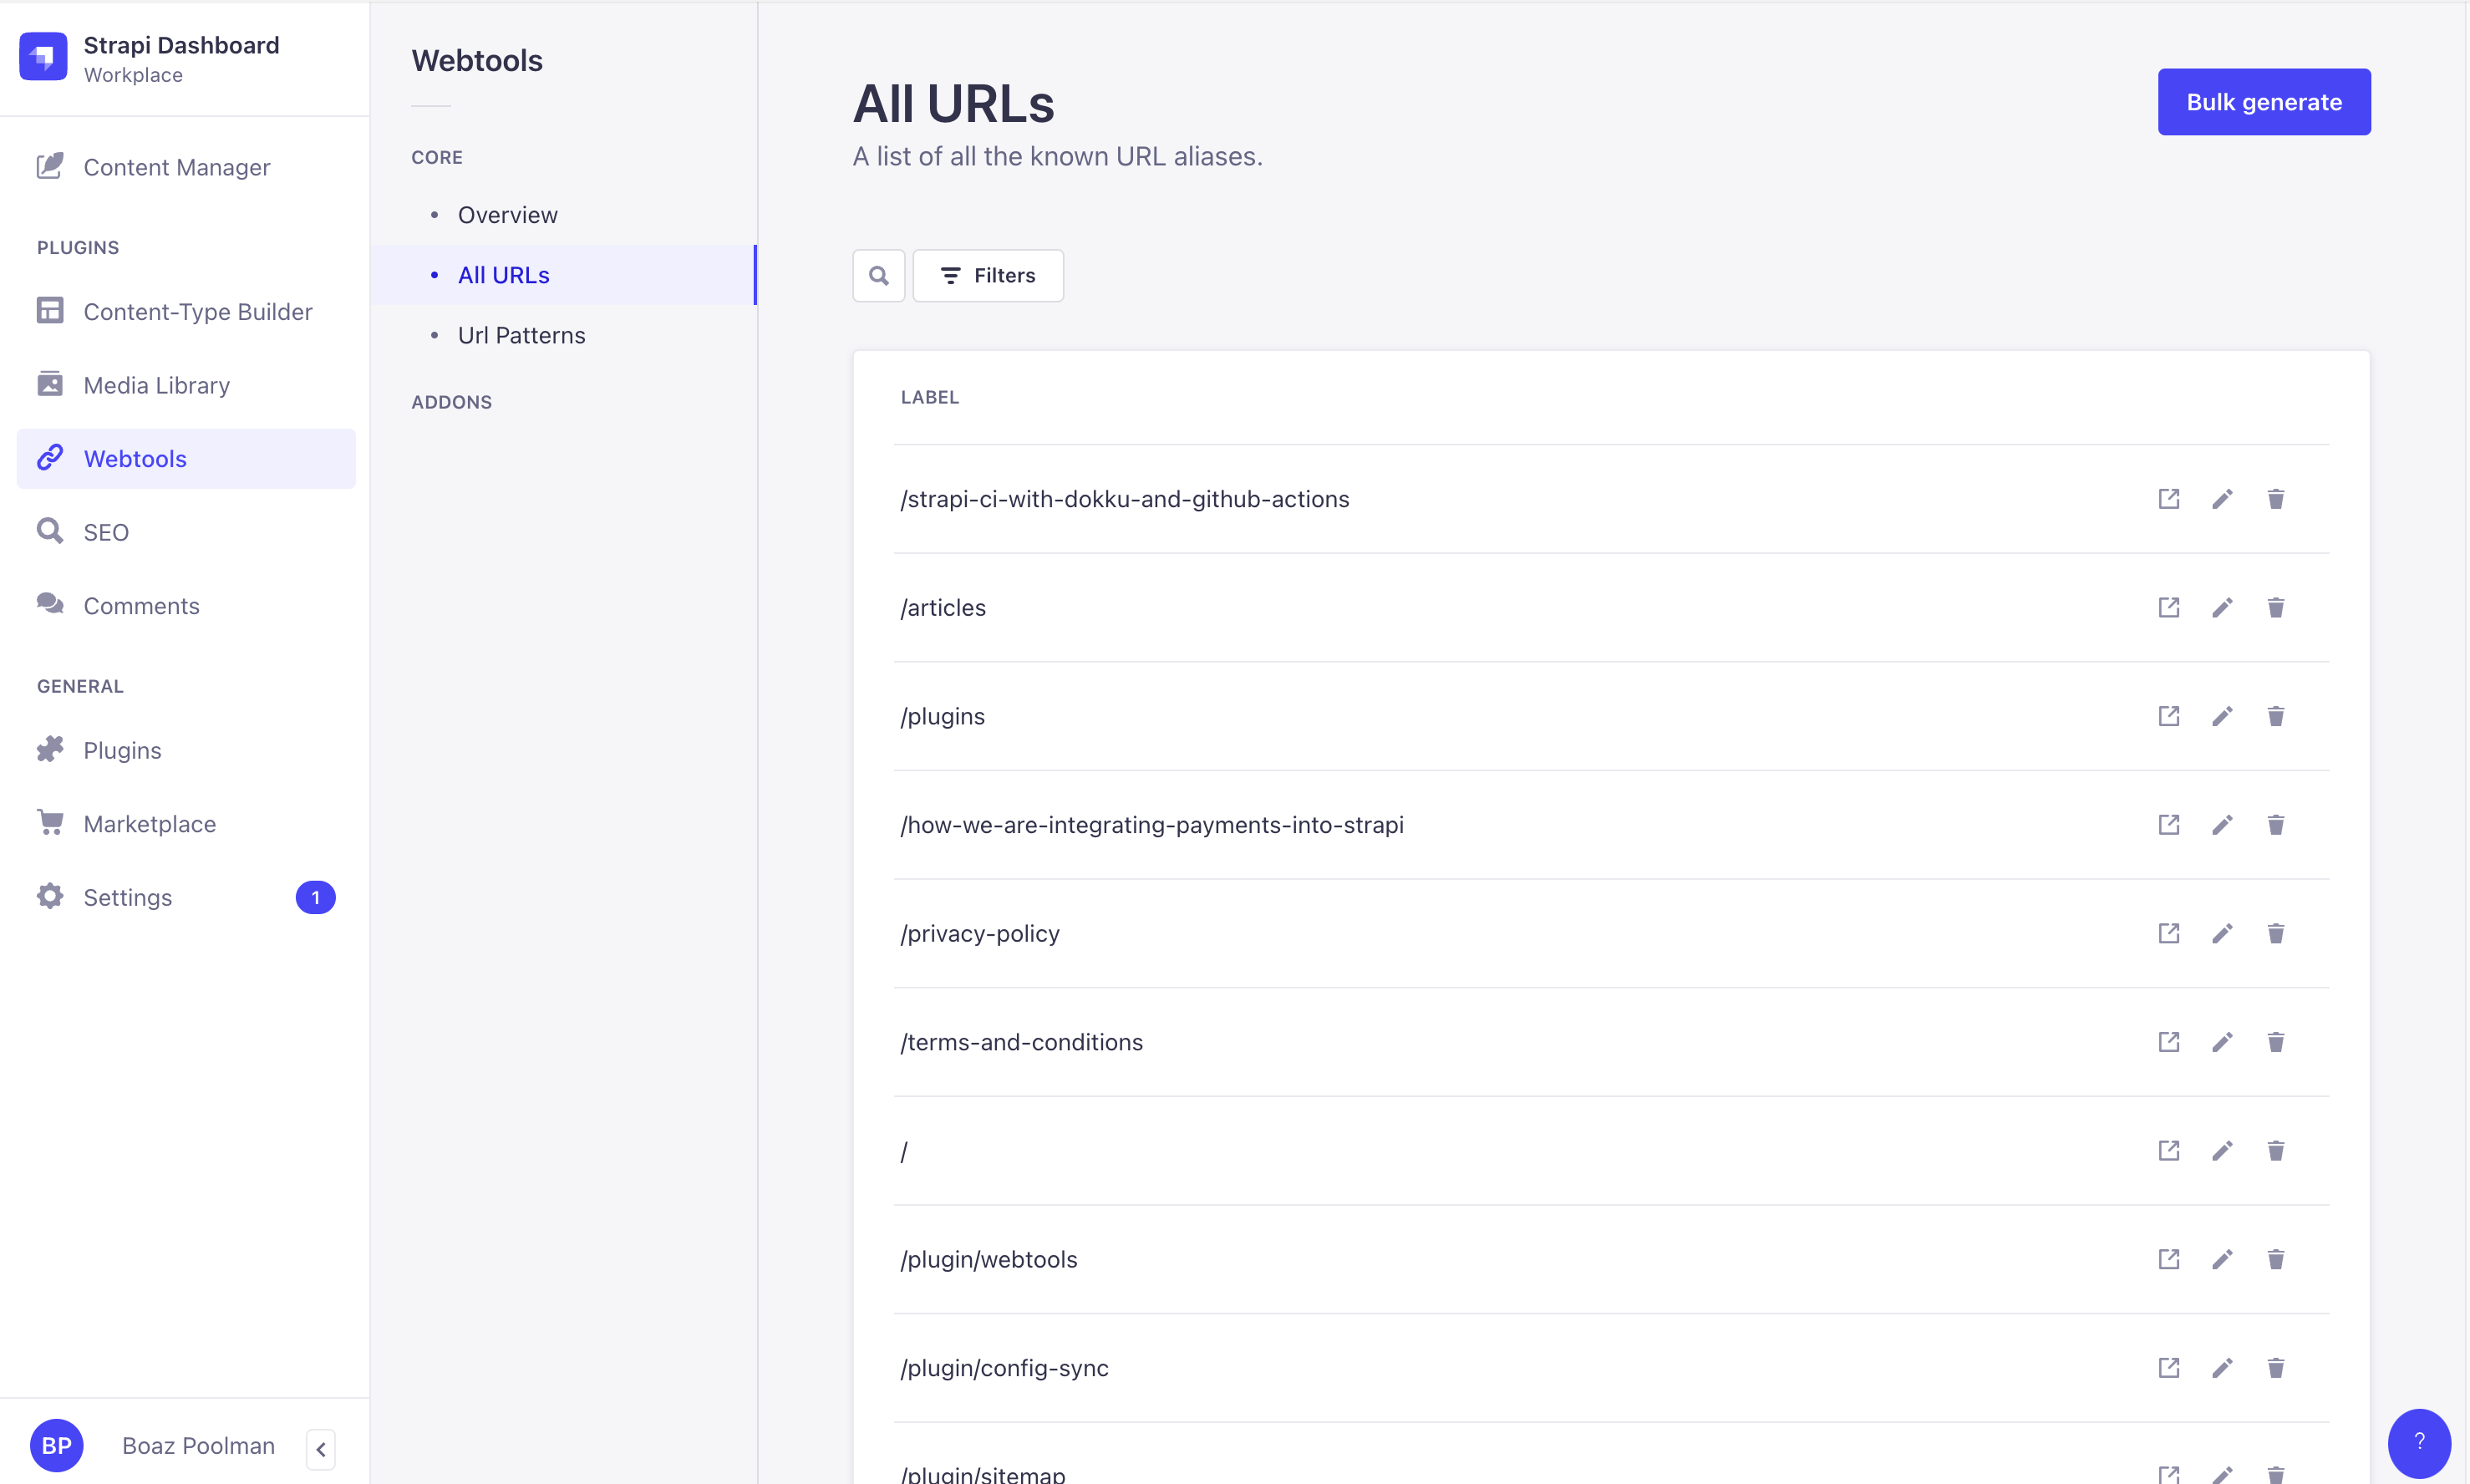 Strapi Dashboard
Workplace
Content Manager
PLUGINS
Content-Type Builder
Media Library
Webtools
SEO
Comments
GENERAL
Plugins
Marketplace
Settings
1
BP
Boaz Poolman
Webtools
CORE
• Overview
• All URLs
• Url Patterns
ADDONS
All URLs
A list of all the known URL aliases.
Bulk generate
Filters
LABEL
/strapi-ci-with-dokku-and-github-actions
/articles
/plugins
/how-we-are-integrating-payments-into-strapi
/privacy-policy
/terms-and-conditions
/
/plugin/webtools
/plugin/config-sync
/plugin/sitemap
?